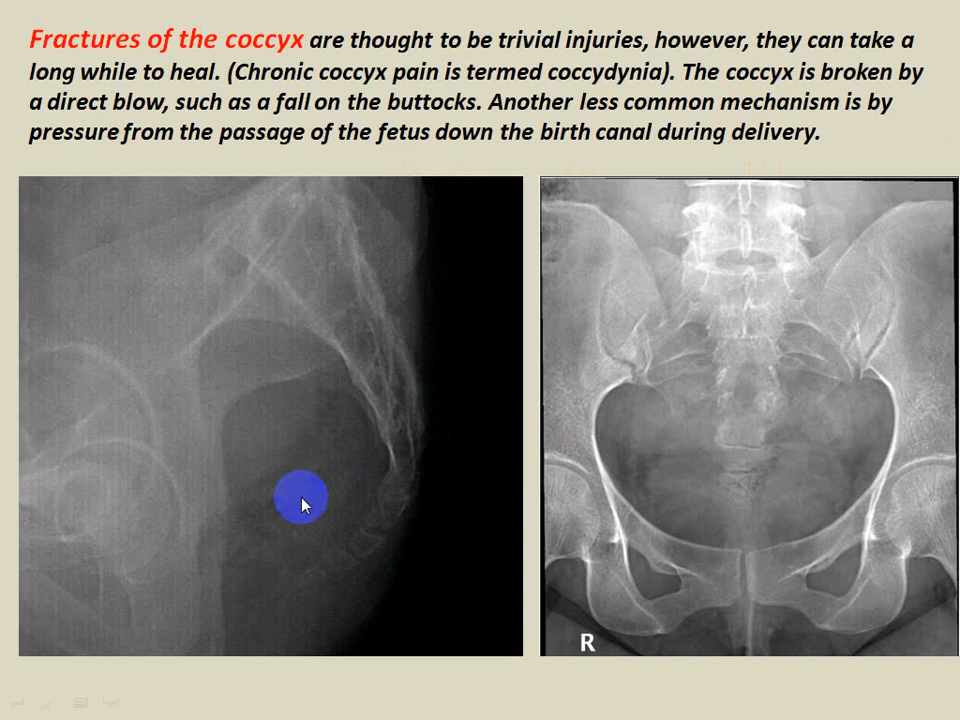 Fractures of the coccyx are thought to be trivial injuries, however, they can take a
long while to heal. (Chronic coccyx pain is termed coccydynia). The coccyx is broken by
a direct blow, such as a fall on the buttocks. Another less common mechanism is by
pressure from the passage of the fetus down the birth canal during delivery.
R